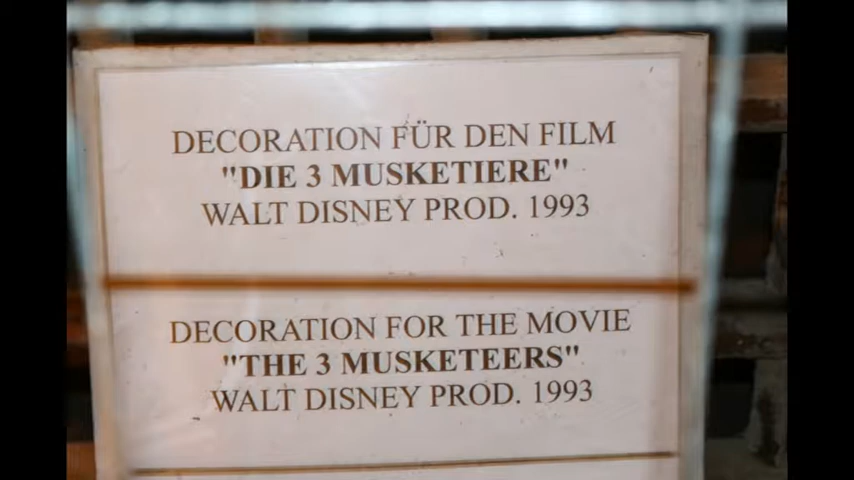 DECORATION FÜR DEN FILM
"DIE 3 MUSKETIERE"
WALT DISNEY PROD. 1993
DECORATION FOR THE MOVIE
"THE 3 MUSKETEERS"
WALT DISNEY PROD. 1993